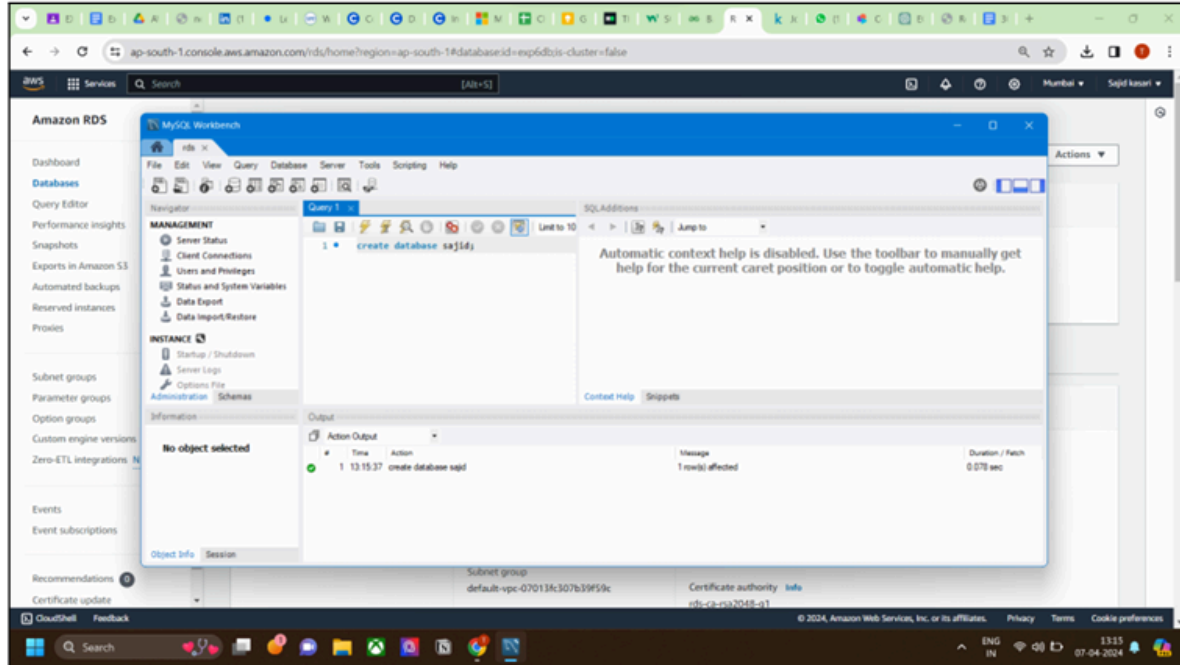 ap-south-1.console.aws.amazon.com/rds/home?region=ap-south-1#database:id=exp6db;is-cluster=false
aws
Services
Search
[Alt+S]
Mumbai
Sajid kasari
Amazon RDS
Dashboard
Databases
Query Editor
Performance insights
Snapshots
Exports in Amazon S3
Automated backups
Reserved instances
Proxies
Subnet groups
Parameter groups
Option groups
Custom engine versions
Zero-ETL integrations N
Events
Event subscriptions
Recommendations 0
Certificate update
Actions
MySQL Workbench
rds
File Edit View Query Database Server Tools Scripting Help
Navigator
MANAGEMENT
Server Status
Client Connections
Users and Privileges
Status and System Variables
Data Export
Data Import/Restore
INSTANCE
Startup / Shutdown
Server Logs
Options File
Administration Schemas
Information
No object selected
Object Info Session
Query 1
Limit to 10
1 create database sajid;
SQLAdditions
Jump to
Automatic context help is disabled. Use the toolbar to manually get
help for the current caret position or to toggle automatic help.
Context Help Snippets
Output
Action Output
# Time Action Message Duration / Fetch
1 13:15:37 create database sajid 1 row(s) affected 0.078 sec
Subnet group
default-vpc-07013fc307b39f59c
Certificate authority Info
rds-ca-rsa2048-g1
CloudShell Feedback
© 2024, Amazon Web Services, Inc. or its affiliates. Privacy Terms Cookie preferences
Search
ENG
IN
13:15
07-04-2024